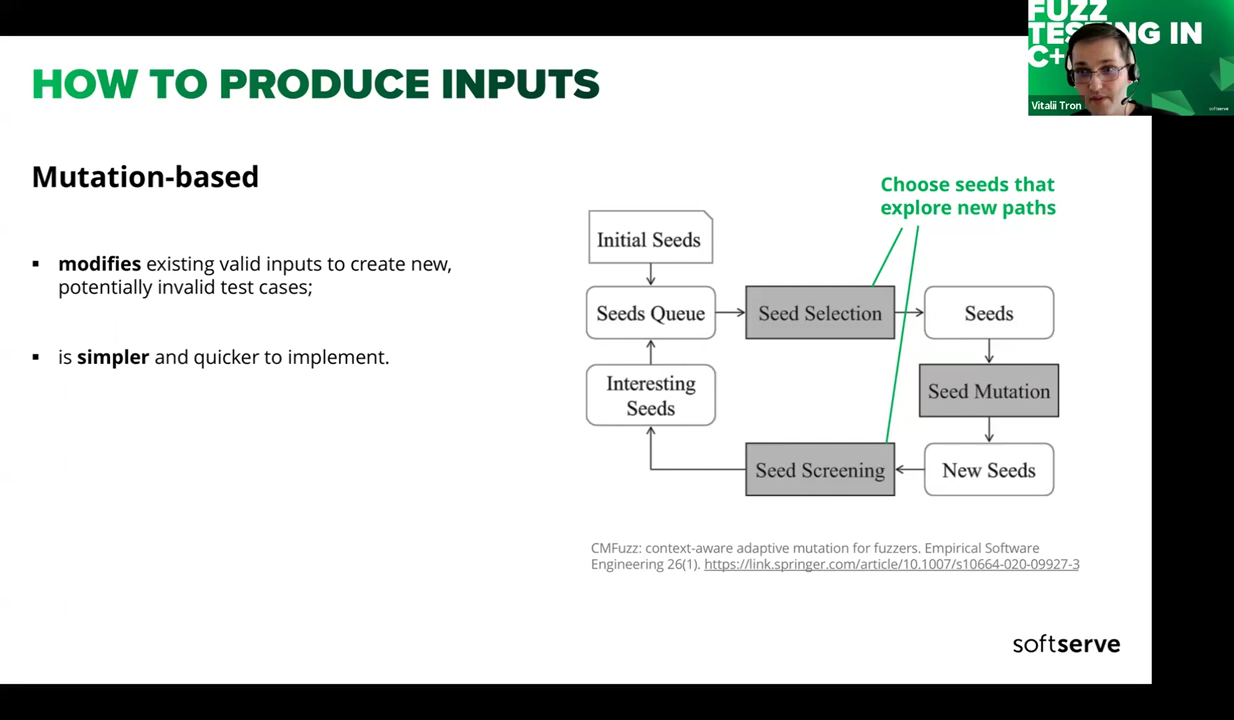 FUZZ
TESTING IN
C+
Vitalii Tron
softserve
HOW TO PRODUCE INPUTS
Mutation-based
▪ modifies existing valid inputs to create new,
potentially invalid test cases;
▪ is simpler and quicker to implement.
Choose seeds that
explore new paths
Initial Seeds
Seeds Queue
Seed Selection
Seeds
Interesting
Seeds
Seed Mutation
Seed Screening
New Seeds
CMFuzz: context-aware adaptive mutation for fuzzers. Empirical Software
Engineering 26(1). https://link.springer.com/article/10.1007/s10664-020-09927-3
softserve